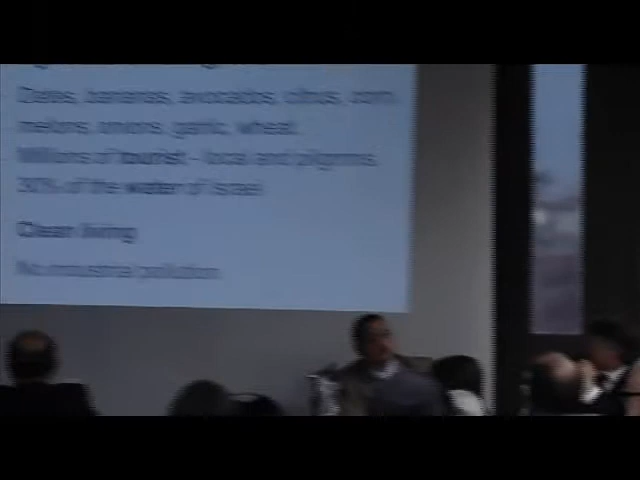 Dates, bananas, avocados, citrus, corn,
melons, onions, garlic, wheat.
Millions of tourist - local and pilgrims.
30% of the water of Israel
Clean living
No industrial pollution